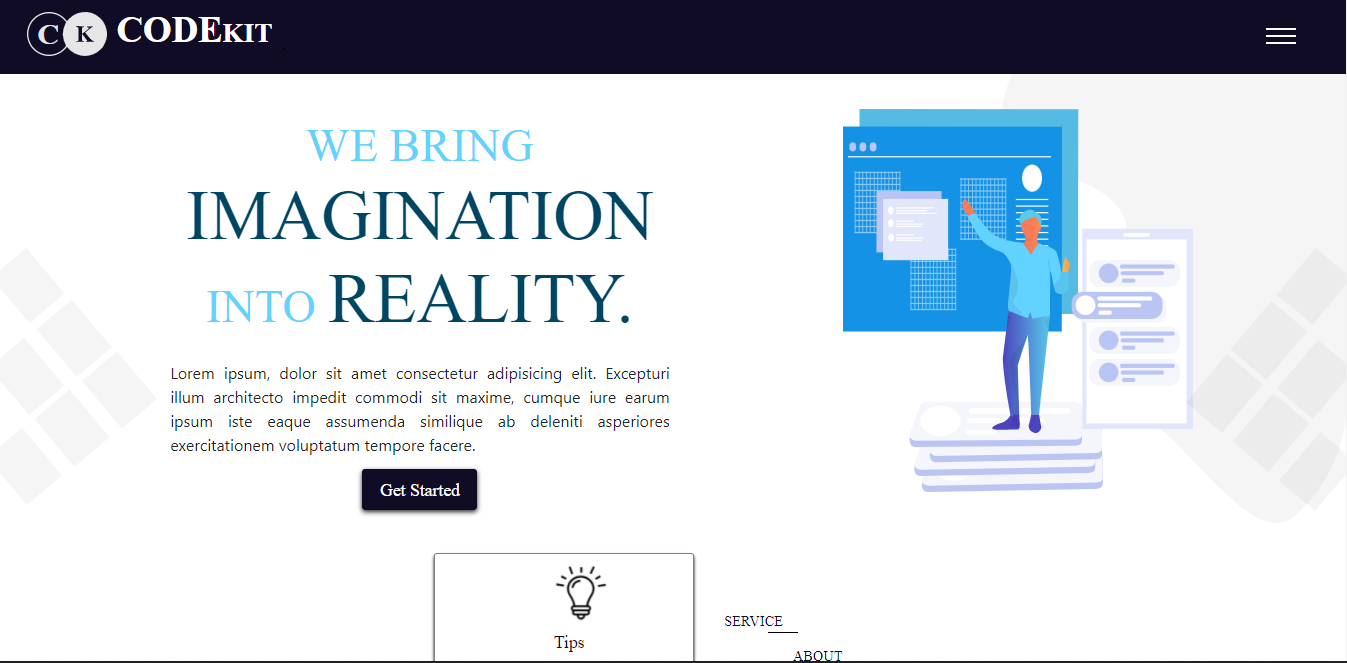 CK CODEKIT
WE BRING
IMAGINATION
INTO REALITY.
Lorem ipsum, dolor sit amet consectetur adipisicing elit. Excepturi
illum architecto impedit commodi sit maxime, cumque iure earum
ipsum iste eaque assumenda similique ab deleniti asperiores
exercitationem voluptatum tempore facere.
Get Started
Tips
SERVICE
ABOUT